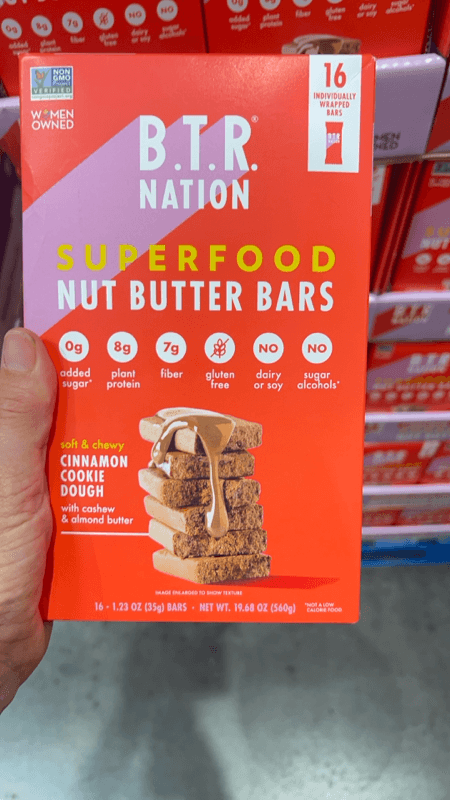 NON
GMO
Project
VERIFIED
nongmoproject.org
WOMEN
OWNED
16
INDIVIDUALLY
WRAPPED
BARS
B.T.R.®
NATION
SUPERFOOD
NUT BUTTER BARS
0g
added
sugar*
8g
plant
protein
7g
fiber
gluten
free
NO
dairy
or soy
NO
sugar
alcohols*
soft & chewy
CINNAMON
COOKIE
DOUGH
with cashew
& almond butter
IMAGE ENLARGED TO SHOW TEXTURE
16 - 1.23 OZ (35g) BARS • NET WT. 19.68 OZ (560g)
*NOT A LOW
CALORIE FOOD
B.T.R.
NATION